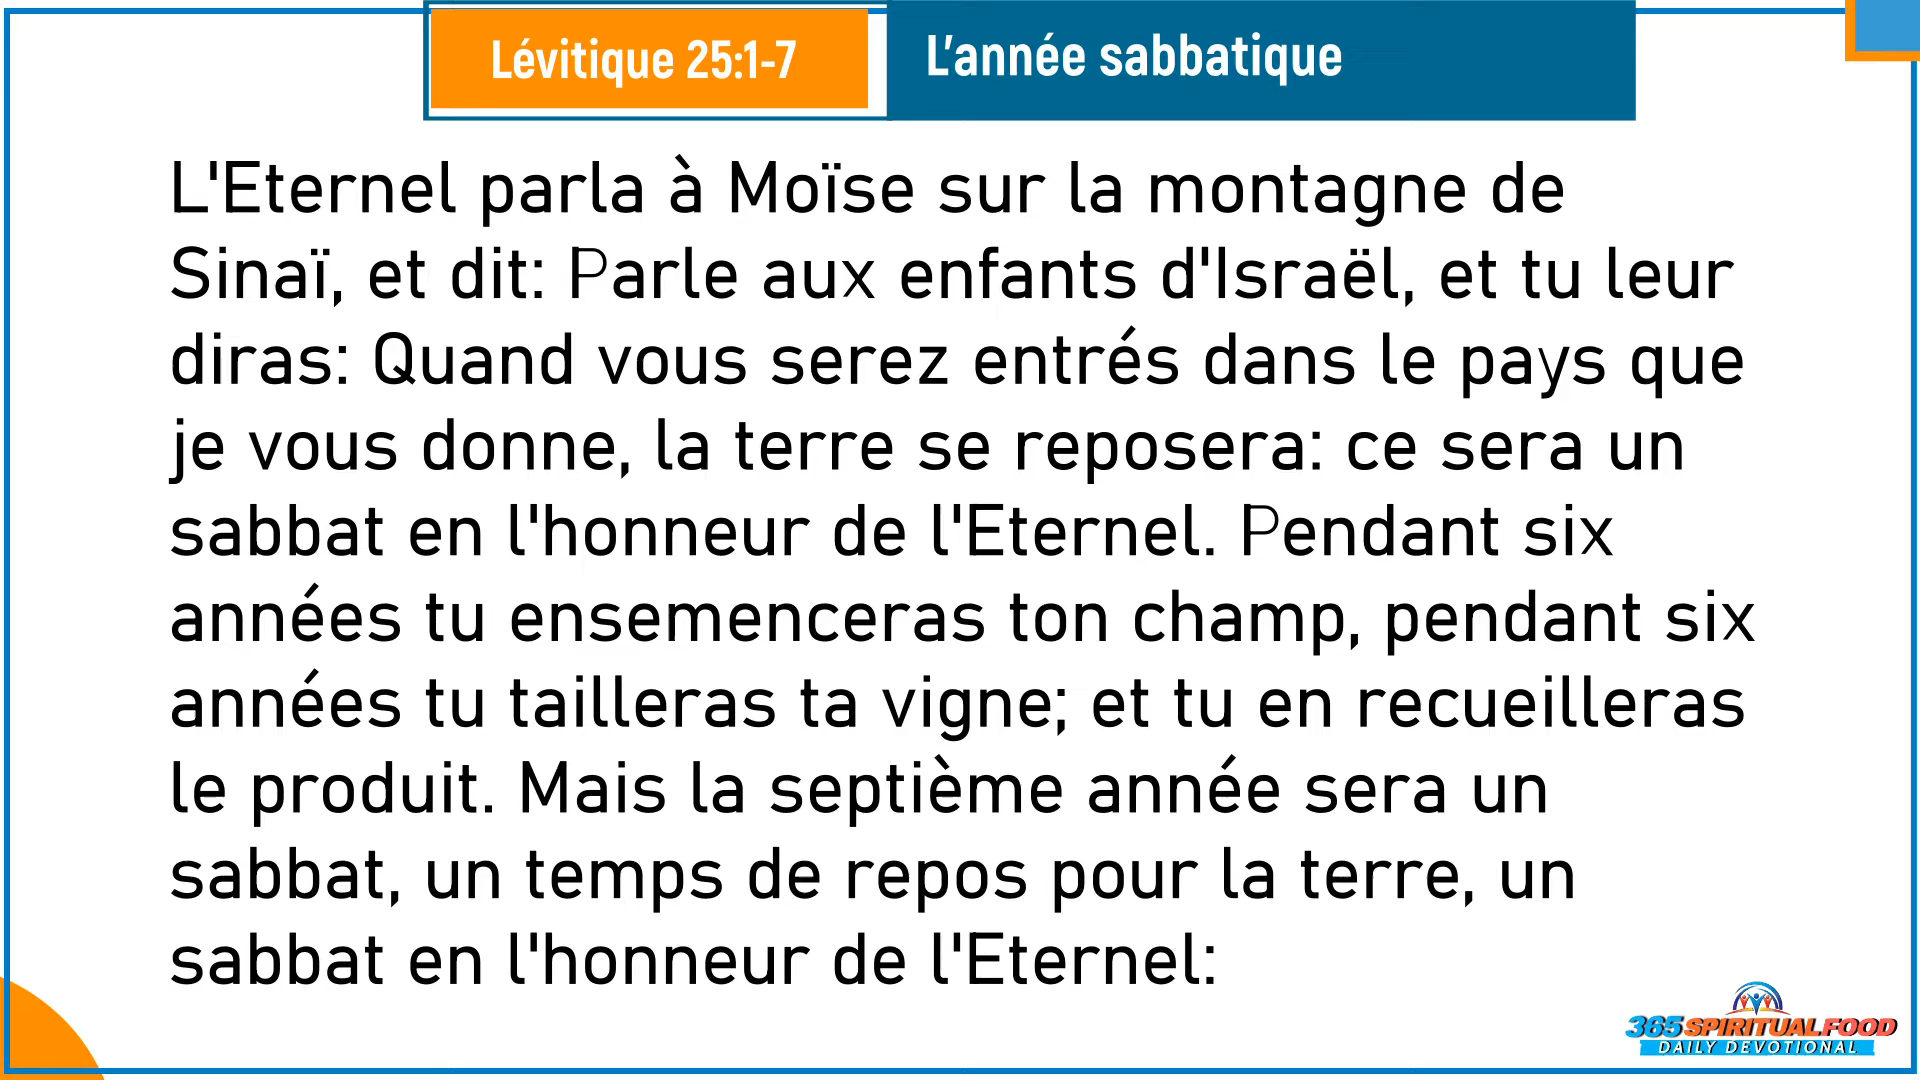 Lévitique 25:1-7
L’année sabbatique
L'Eternel parla à Moïse sur la montagne de
Sinaï, et dit: Parle aux enfants d'Israël, et tu leur
diras: Quand vous serez entrés dans le pays que
je vous donne, la terre se reposera: ce sera un
sabbat en l'honneur de l'Eternel. Pendant six
années tu ensemenceras ton champ, pendant six
années tu tailleras ta vigne; et tu en recueilleras
le produit. Mais la septième année sera un
sabbat, un temps de repos pour la terre, un
sabbat en l'honneur de l'Eternel:
365 SPIRITUAL FOOD
DAILY DEVOTIONAL